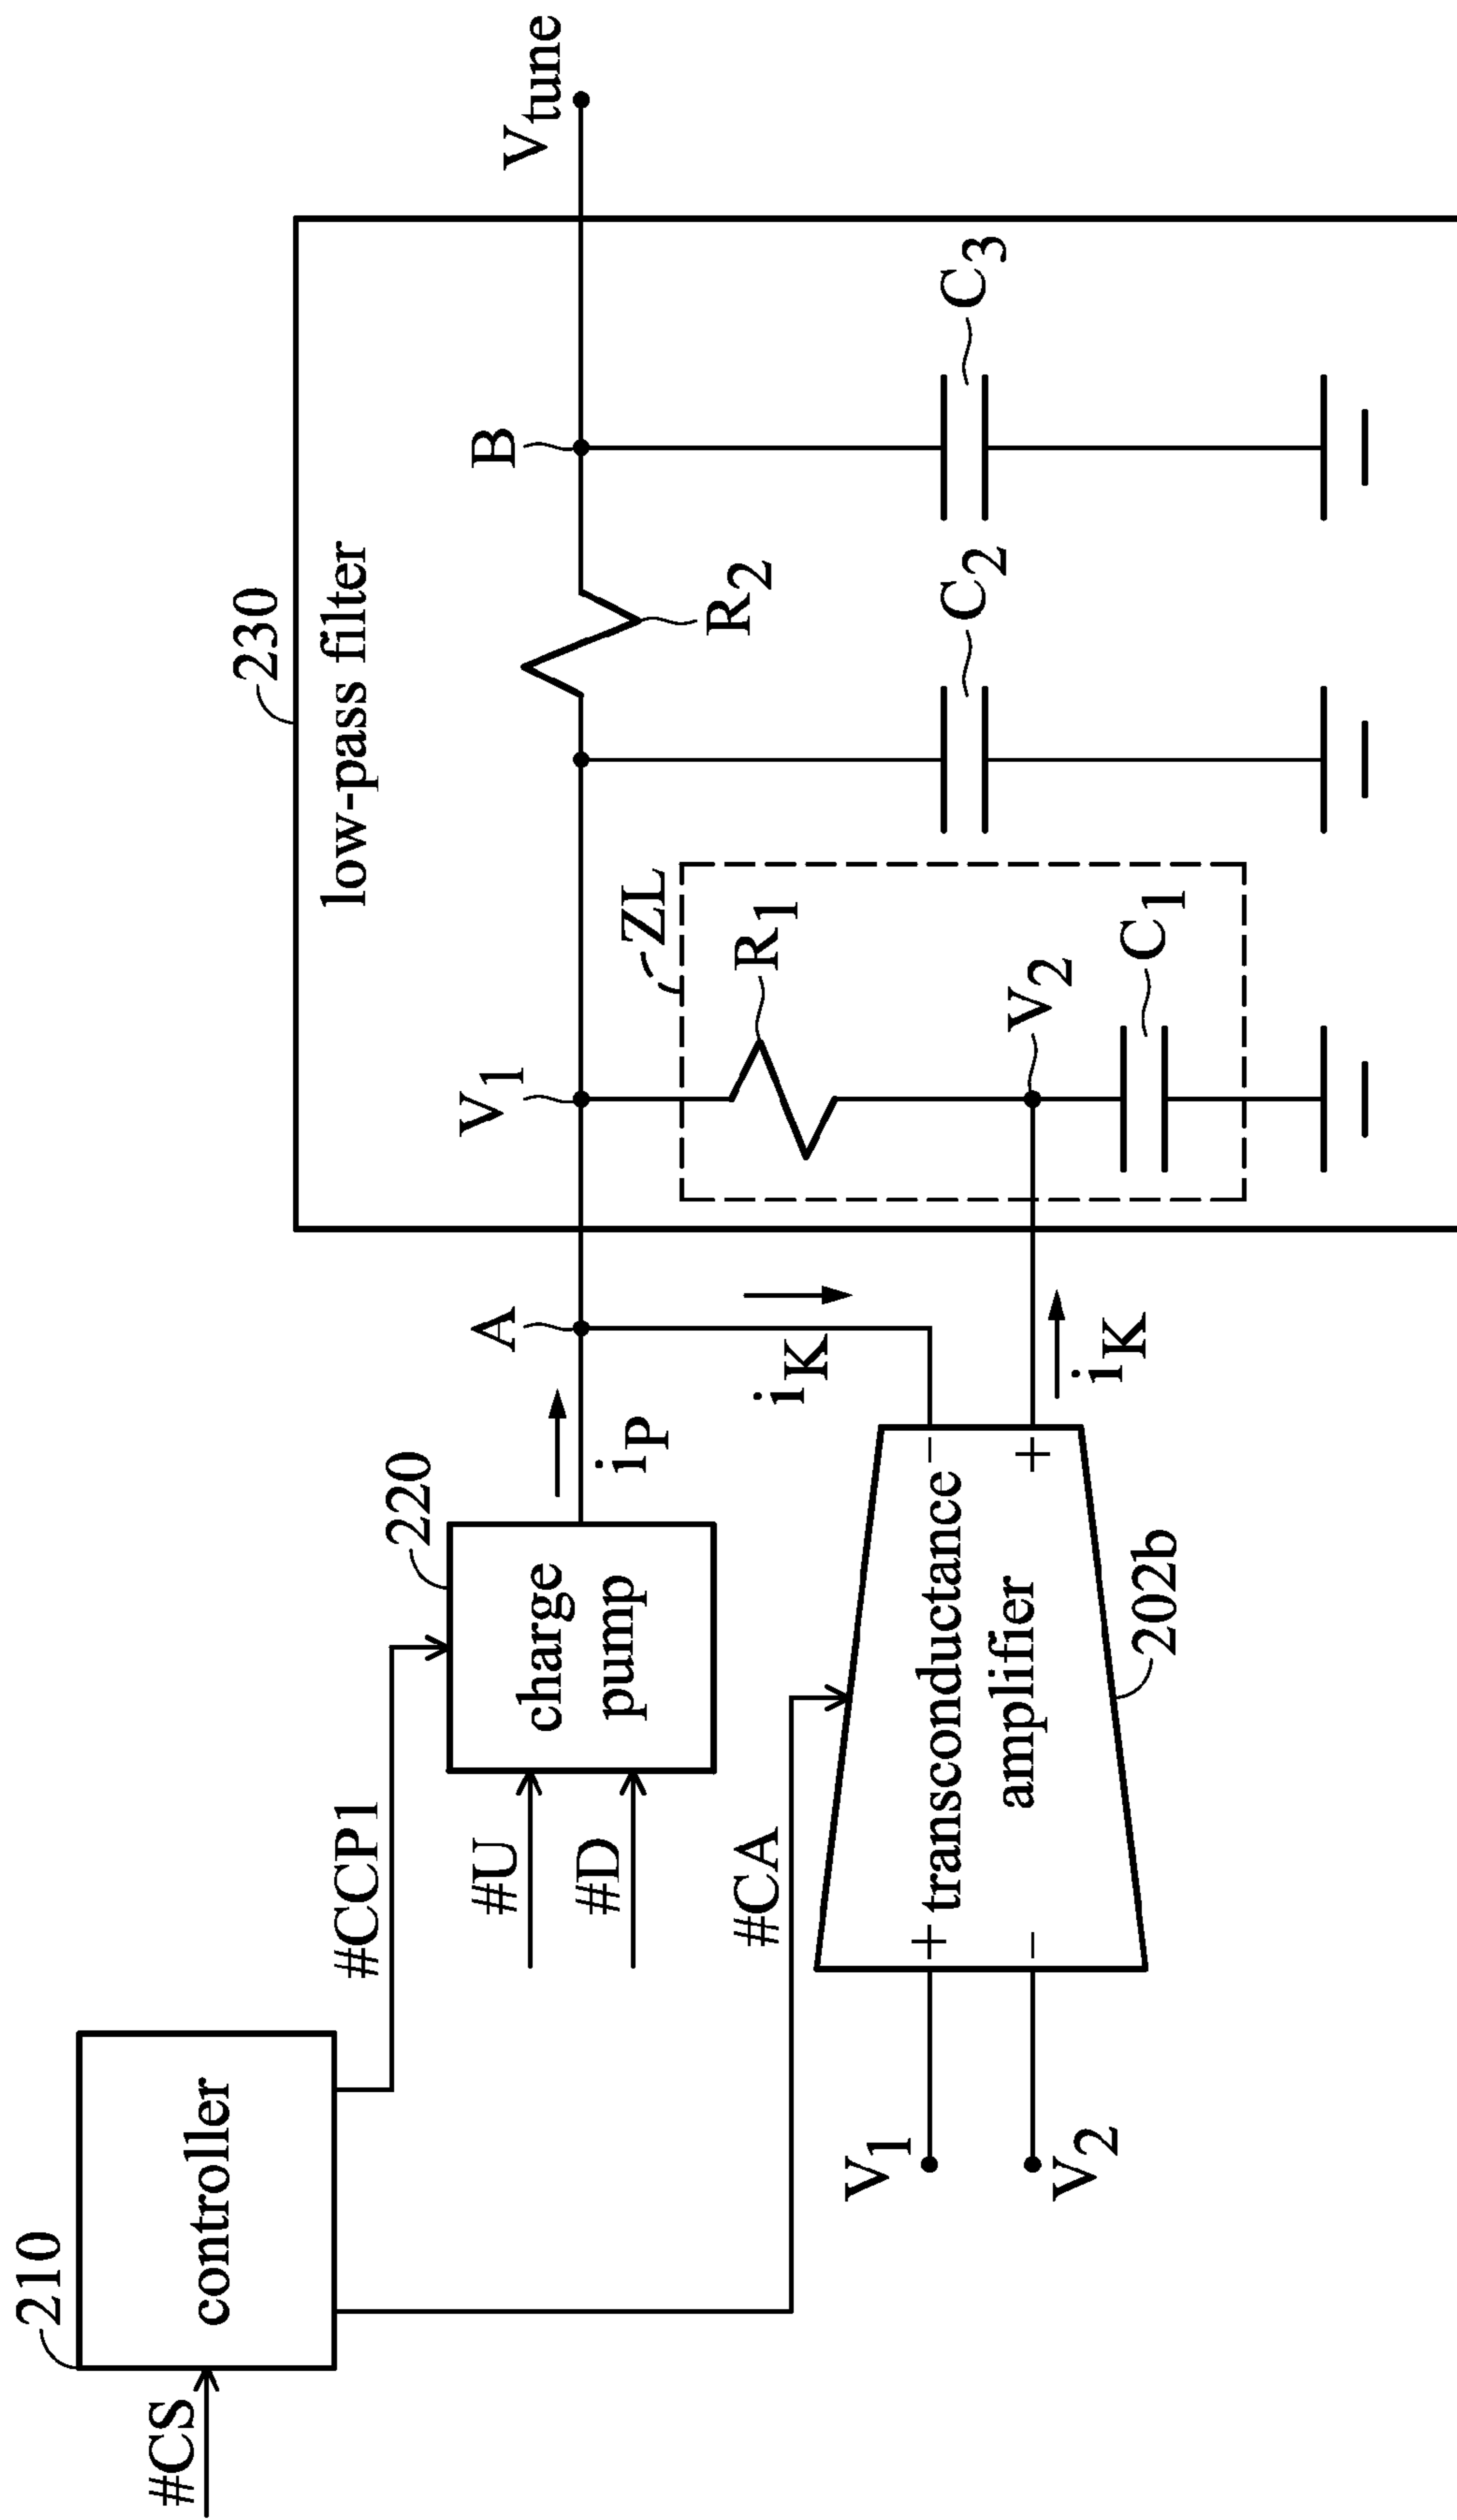 230
low-pass filter
Vtune
B
V1
ZL
R1
V2
C1
R2
C2
C3
A
iK
iK
iP
220
charge
pump
#CCP1
#U
#D
#CA
+
−
−
+
transconductance
amplifier
202b
V1
V2
210
controller
#CS